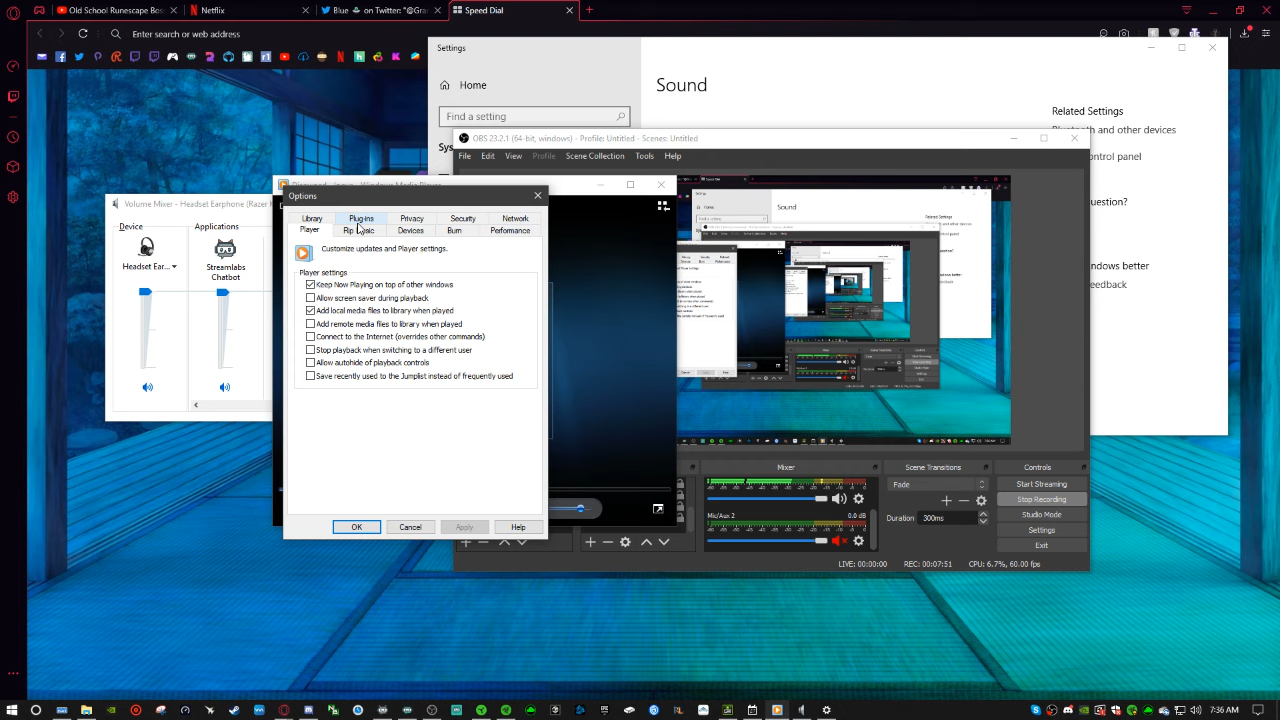 Old School Runescape Bos
Netflix
Blue on Twitter: "@Gra
Speed Dial
Enter search or web address
Settings
Home
Find a setting
Sound
Related Settings
Bluetooth and other devices
ontrol panel
uestion?
ndows better
eedback
OBS 23.2.1 (64-bit, windows) - Profile: Untitled - Scenes: Untitled
File Edit View Profile Scene Collection Tools Help
Volume Mixer - Headset Earphone (Razer
Device
Applications
Headset Ear...
Streamlabs
Chatbot
Options
Library Plug-ins Privacy Security Network
Player Rip Music Devices Burn Performance
Customize updates and Player settings.
Player settings
Keep Now Playing on top of other windows
Allow screen saver during playback
Add local media files to library when played
Add remote media files to library when played
Connect to the Internet (overrides other commands)
Stop playback when switching to a different user
Allow autohide of playback controls
Save recently used to the Jumplist instead of frequently used
OK Cancel Apply Help
Sound
Mixer
Scene Transitions
Controls
Fade
Duration 300ms
Mic/Aux 2 0.0 dB
Start Streaming
Stop Recording
Studio Mode
Settings
Exit
LIVE: 00:00:00 REC: 00:07:51 CPU: 6.7%, 60.00 fps
7:36 AM